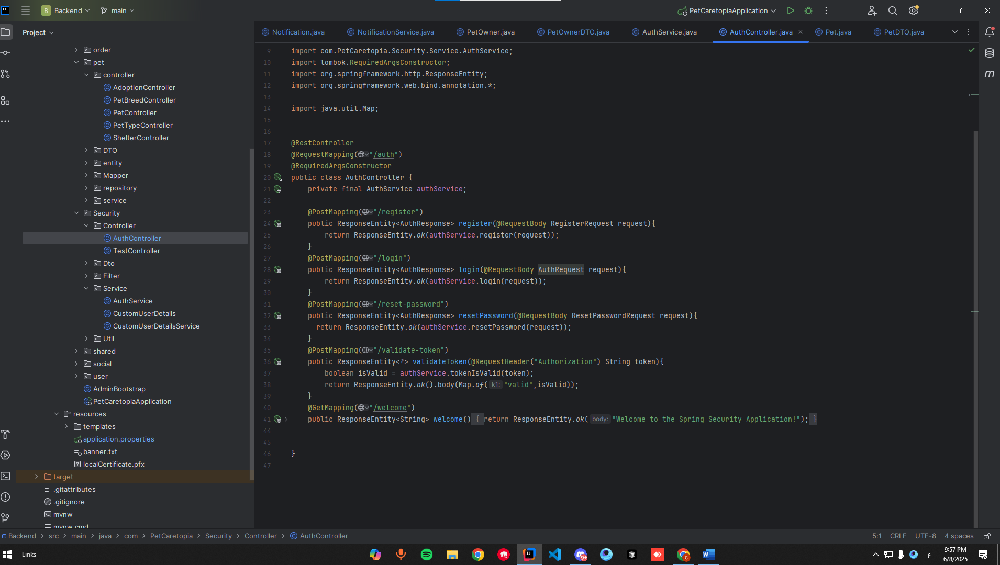 B Backend main PetCaretopiaApplication
Project
Notification.java NotificationService.java PetOwner.java PetOwnerDTO.java AuthService.java AuthController.java Pet.java PetDTO.java
order
pet
controller
AdoptionController
PetBreedController
PetController
PetTypeController
ShelterController
DTO
entity
Mapper
repository
service
Security
Controller
AuthController
TestController
Dto
Filter
Service
AuthService
CustomUserDetails
CustomUserDetailsService
Util
shared
social
user
AdminBootstrap
PetCaretopiaApplication
resources
templates
application.properties
banner.txt
localCertificate.pfx
target
.gitattributes
.gitignore
mvnw
mvnw.cmd
9 import com.PetCaretopia.Security.Service.AuthService;
10 import lombok.RequiredArgsConstructor;
11 import org.springframework.http.ResponseEntity;
12 import org.springframework.web.bind.annotation.*;
13
14 import java.util.Map;
15
16
17 @RestController
18 @RequestMapping("/auth")
19 @RequiredArgsConstructor
20 public class AuthController {
21 private final AuthService authService;
22
23 @PostMapping("/register")
24 public ResponseEntity<AuthResponse> register(@RequestBody RegisterRequest request){
25 return ResponseEntity.ok(authService.register(request));
26 }
27 @PostMapping("/login")
28 public ResponseEntity<AuthResponse> login(@RequestBody AuthRequest request){
29 return ResponseEntity.ok(authService.login(request));
30 }
31 @PostMapping("/reset-password")
32 public ResponseEntity<AuthResponse> resetPassword(@RequestBody ResetPasswordRequest request){
33 return ResponseEntity.ok(authService.resetPassword(request));
34 }
35 @PostMapping("/validate-token")
36 public ResponseEntity<?> validateToken(@RequestHeader("Authorization") String token){
37 boolean isValid = authService.tokenIsValid(token);
38 return ResponseEntity.ok().body(Map.of( k1: "valid",isValid));
39 }
40 @GetMapping("/welcome")
41 public ResponseEntity<String> welcome() { return ResponseEntity.ok( body: "Welcome to the Spring Security Application!"); }
44
45
46 }
47
m
Backend > src > main > java > com > PetCaretopia > Security > Controller > AuthController
5:1 CRLF UTF-8 4 spaces
Links
9+
ع
9:57 PM
6/8/2025